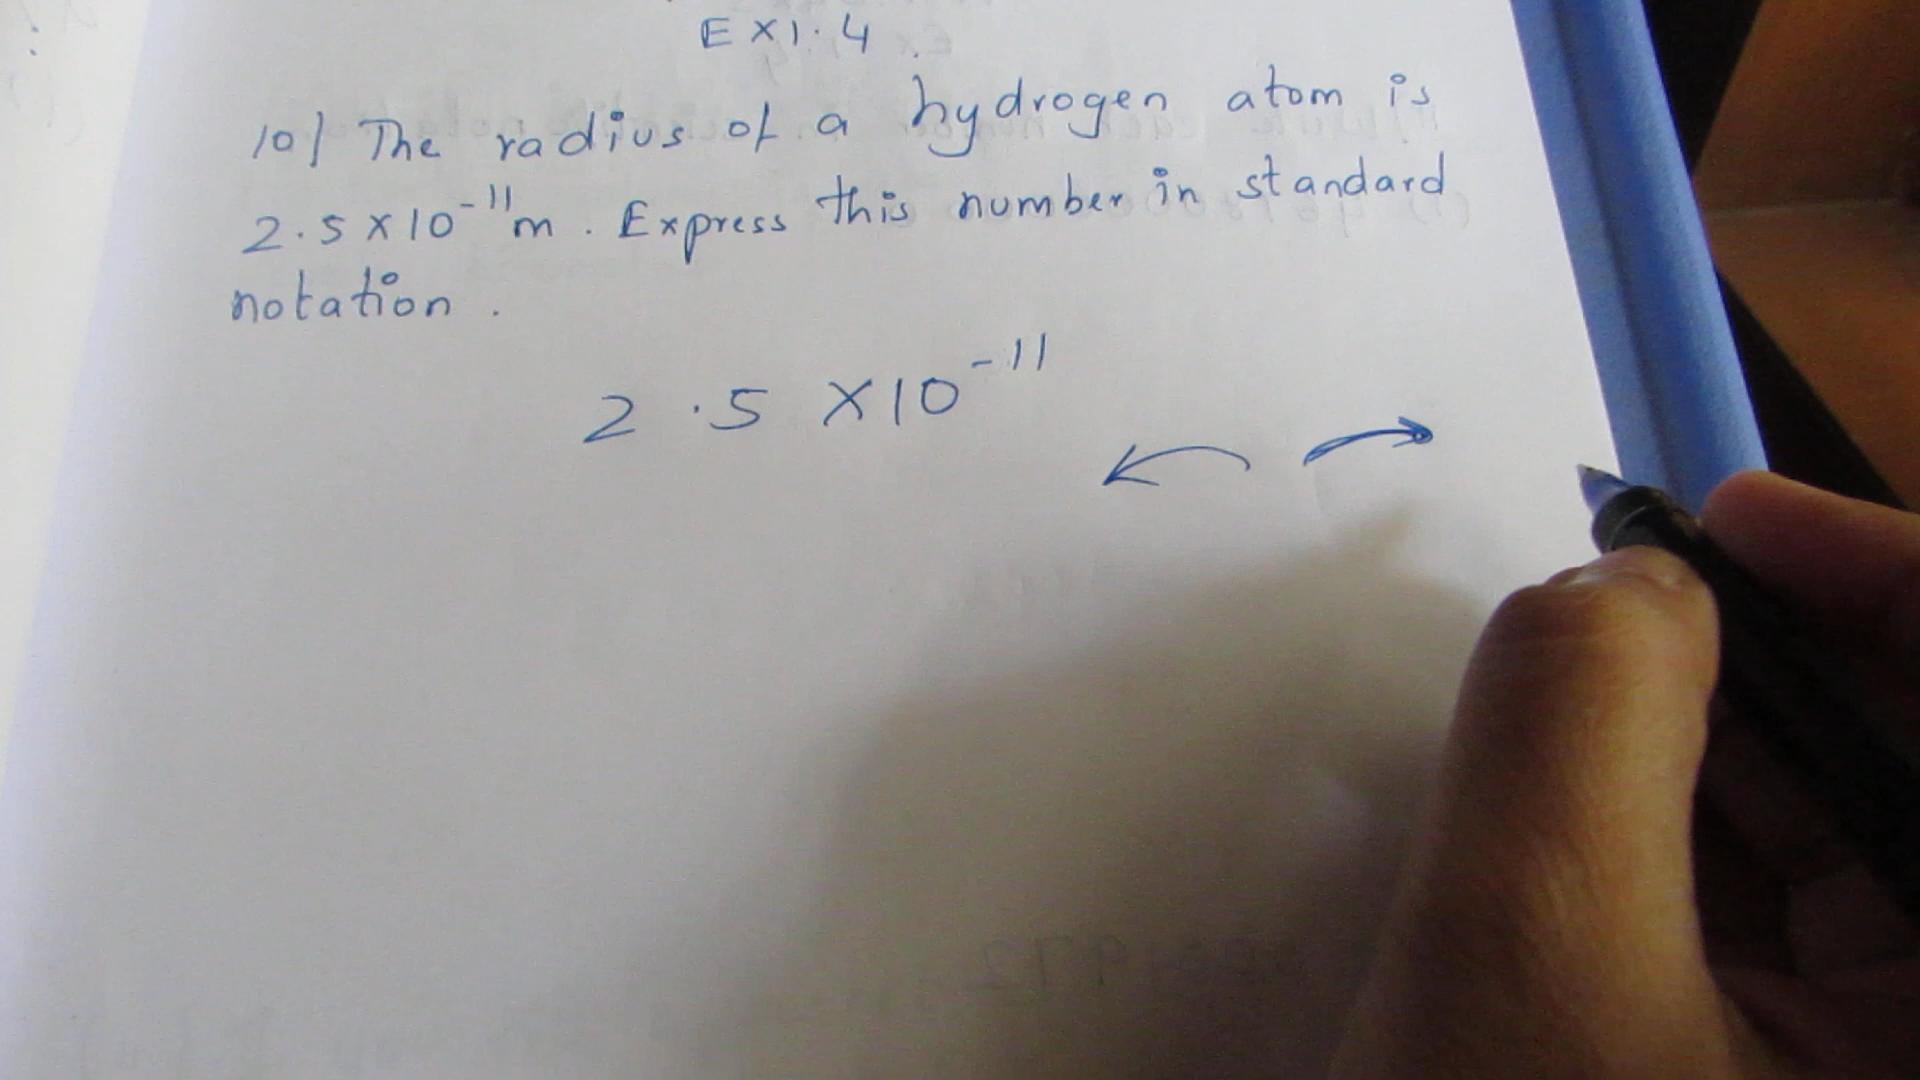 EX1.4
10) The radius of a hydrogen atom is
2.5 x 10^-11 m. Express this number in standard
notation.
2.5 x10^-11